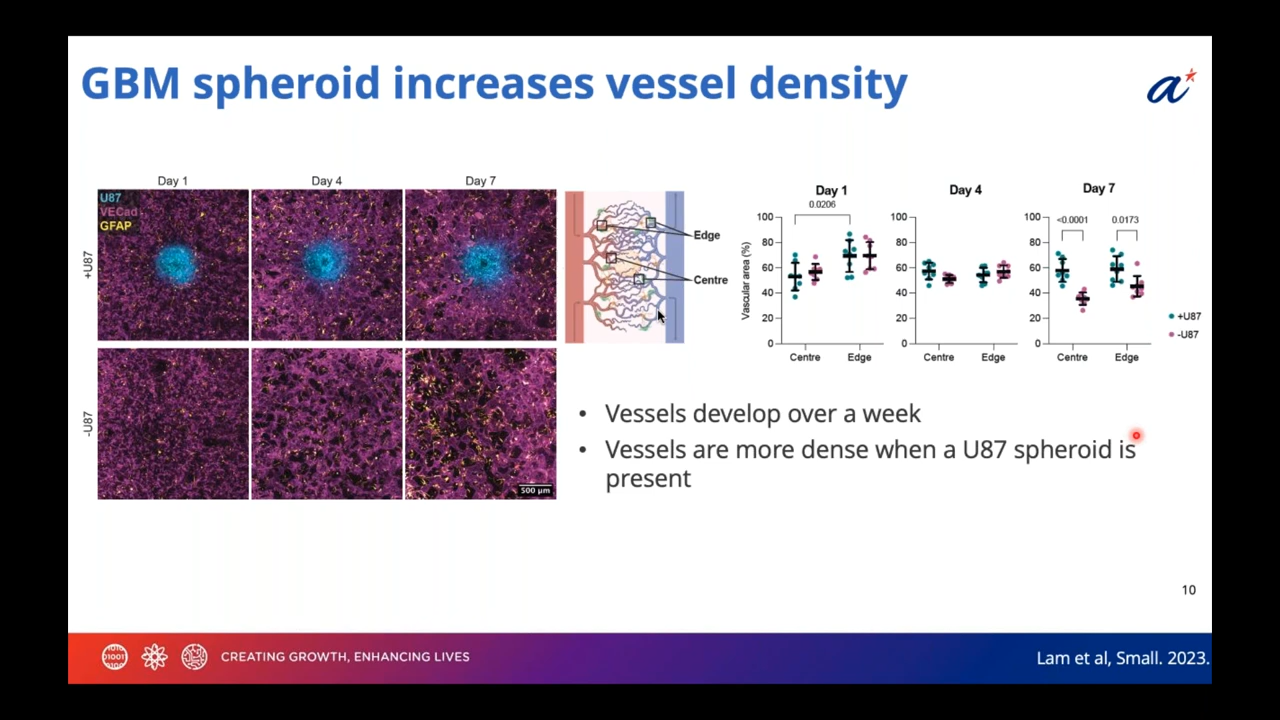 GBM spheroid increases vessel density
a
Day 1
Day 4
Day 7
U87
VECad
GFAP
+U87
-U87
500 µm
Edge
Centre
Day 1
0.0206
100
80
60
40
20
0
Vascular area (%)
Centre
Edge
Day 4
100
80
60
40
20
0
Centre
Edge
Day 7
<0.0001
0.0173
100
80
60
40
20
0
Centre
Edge
+U87
-U87
• Vessels develop over a week
• Vessels are more dense when a U87 spheroid is
present
10
CREATING GROWTH, ENHANCING LIVES
Lam et al, Small. 2023.